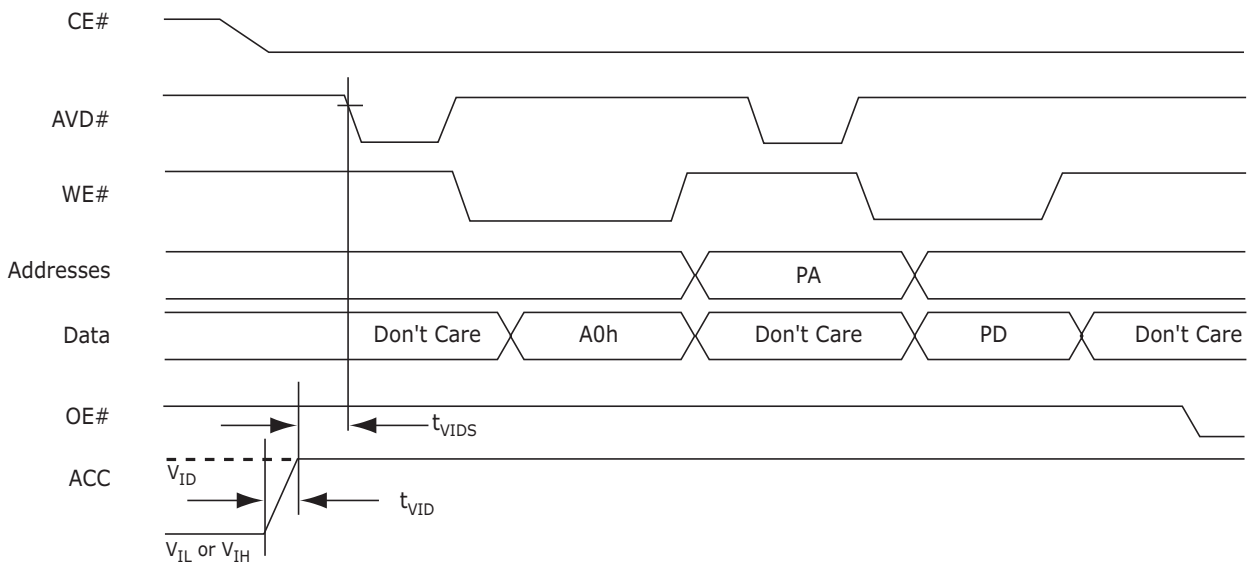 CE#
AVD#
WE#
Addresses
PA
Data
Don't Care
A0h
Don't Care
PD
Don't Care
OE#
tVIDS
ACC
VID
tVID
VIL or VIH